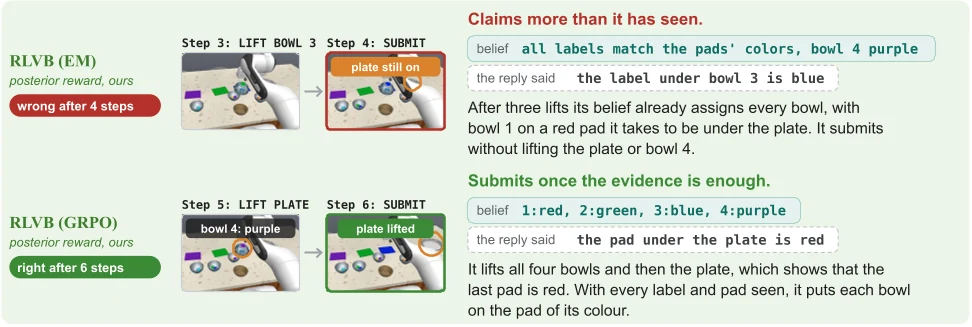 Claims more than it has seen.
RLVB (EM)
posterior reward, ours
wrong after 4 steps
Step 3: LIFT BOWL 3
Step 4: SUBMIT
plate still on
belief all labels match the pads' colors, bowl 4 purple
the reply said the label under bowl 3 is blue
After three lifts its belief already assigns every bowl, with
bowl 1 on a red pad it takes to be under the plate. It submits
without lifting the plate or bowl 4.
Submits once the evidence is enough.
RLVB (GRPO)
posterior reward, ours
right after 6 steps
Step 5: LIFT PLATE
Step 6: SUBMIT
bowl 4: purple
plate lifted
belief 1:red, 2:green, 3:blue, 4:purple
the reply said the pad under the plate is red
It lifts all four bowls and then the plate, which shows that the
last pad is red. With every label and pad seen, it puts each bowl
on the pad of its colour.